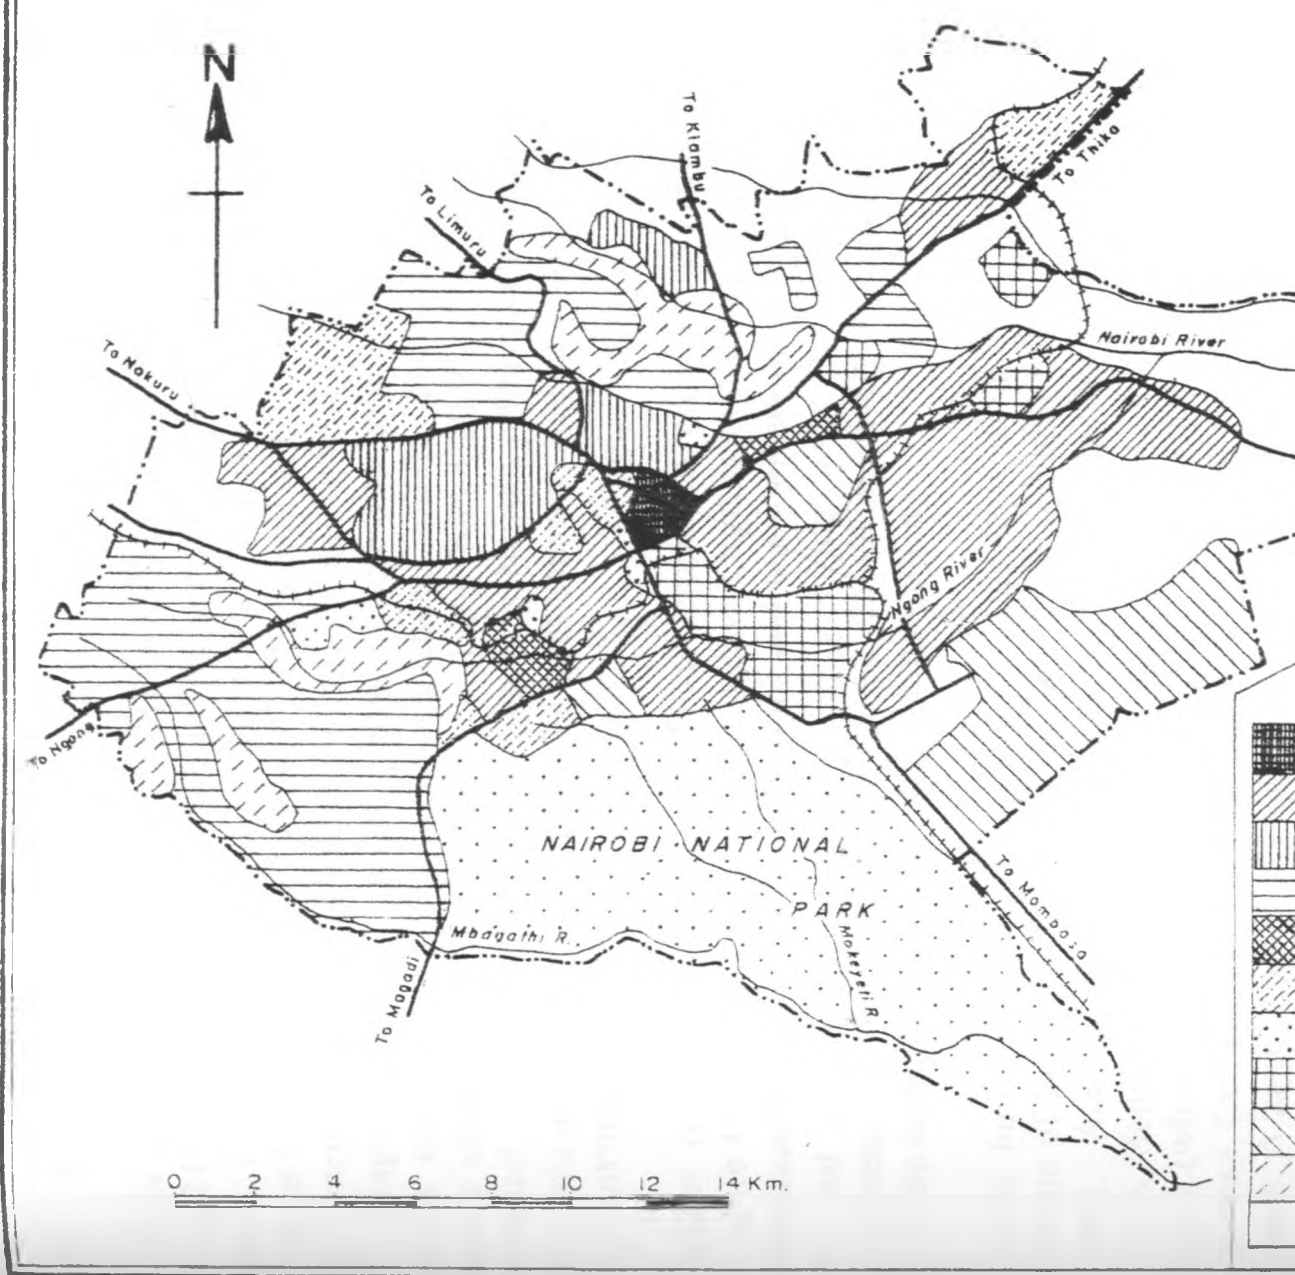 N
To Thika
To Kiambu
To Limuru
Nairobi River
To Nakuru
Ngong River
To Ngong
NAIROBI NATIONAL
PARK
To Mombasa
Mbagathi R.
Mokeyeti R
To Magadi
0 2 4 6 8 10 12 14 Km.